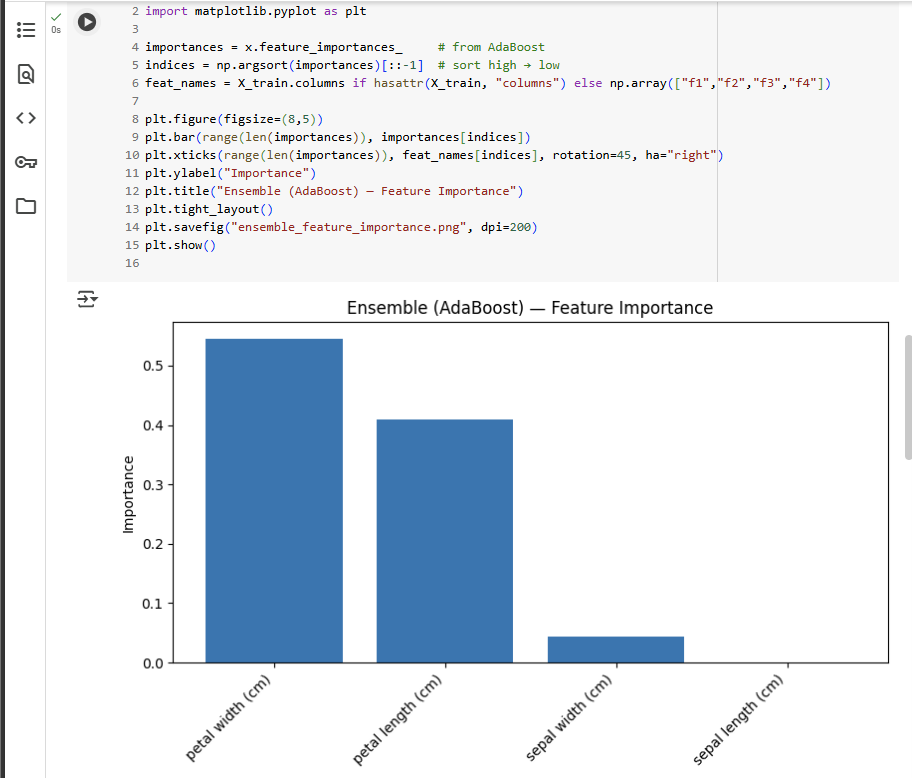 0s
2 import matplotlib.pyplot as plt
3
4 importances = x.feature_importances_     # from AdaBoost
5 indices = np.argsort(importances)[::-1]  # sort high → low
6 feat_names = X_train.columns if hasattr(X_train, "columns") else np.array(["f1","f2","f3","f4"])
7
8 plt.figure(figsize=(8,5))
9 plt.bar(range(len(importances)), importances[indices])
10 plt.xticks(range(len(importances)), feat_names[indices], rotation=45, ha="right")
11 plt.ylabel("Importance")
12 plt.title("Ensemble (AdaBoost) — Feature Importance")
13 plt.tight_layout()
14 plt.savefig("ensemble_feature_importance.png", dpi=200)
15 plt.show()
16
Ensemble (AdaBoost) — Feature Importance
Importance
0.5
0.4
0.3
0.2
0.1
0.0
petal width (cm)
petal length (cm)
sepal width (cm)
sepal length (cm)